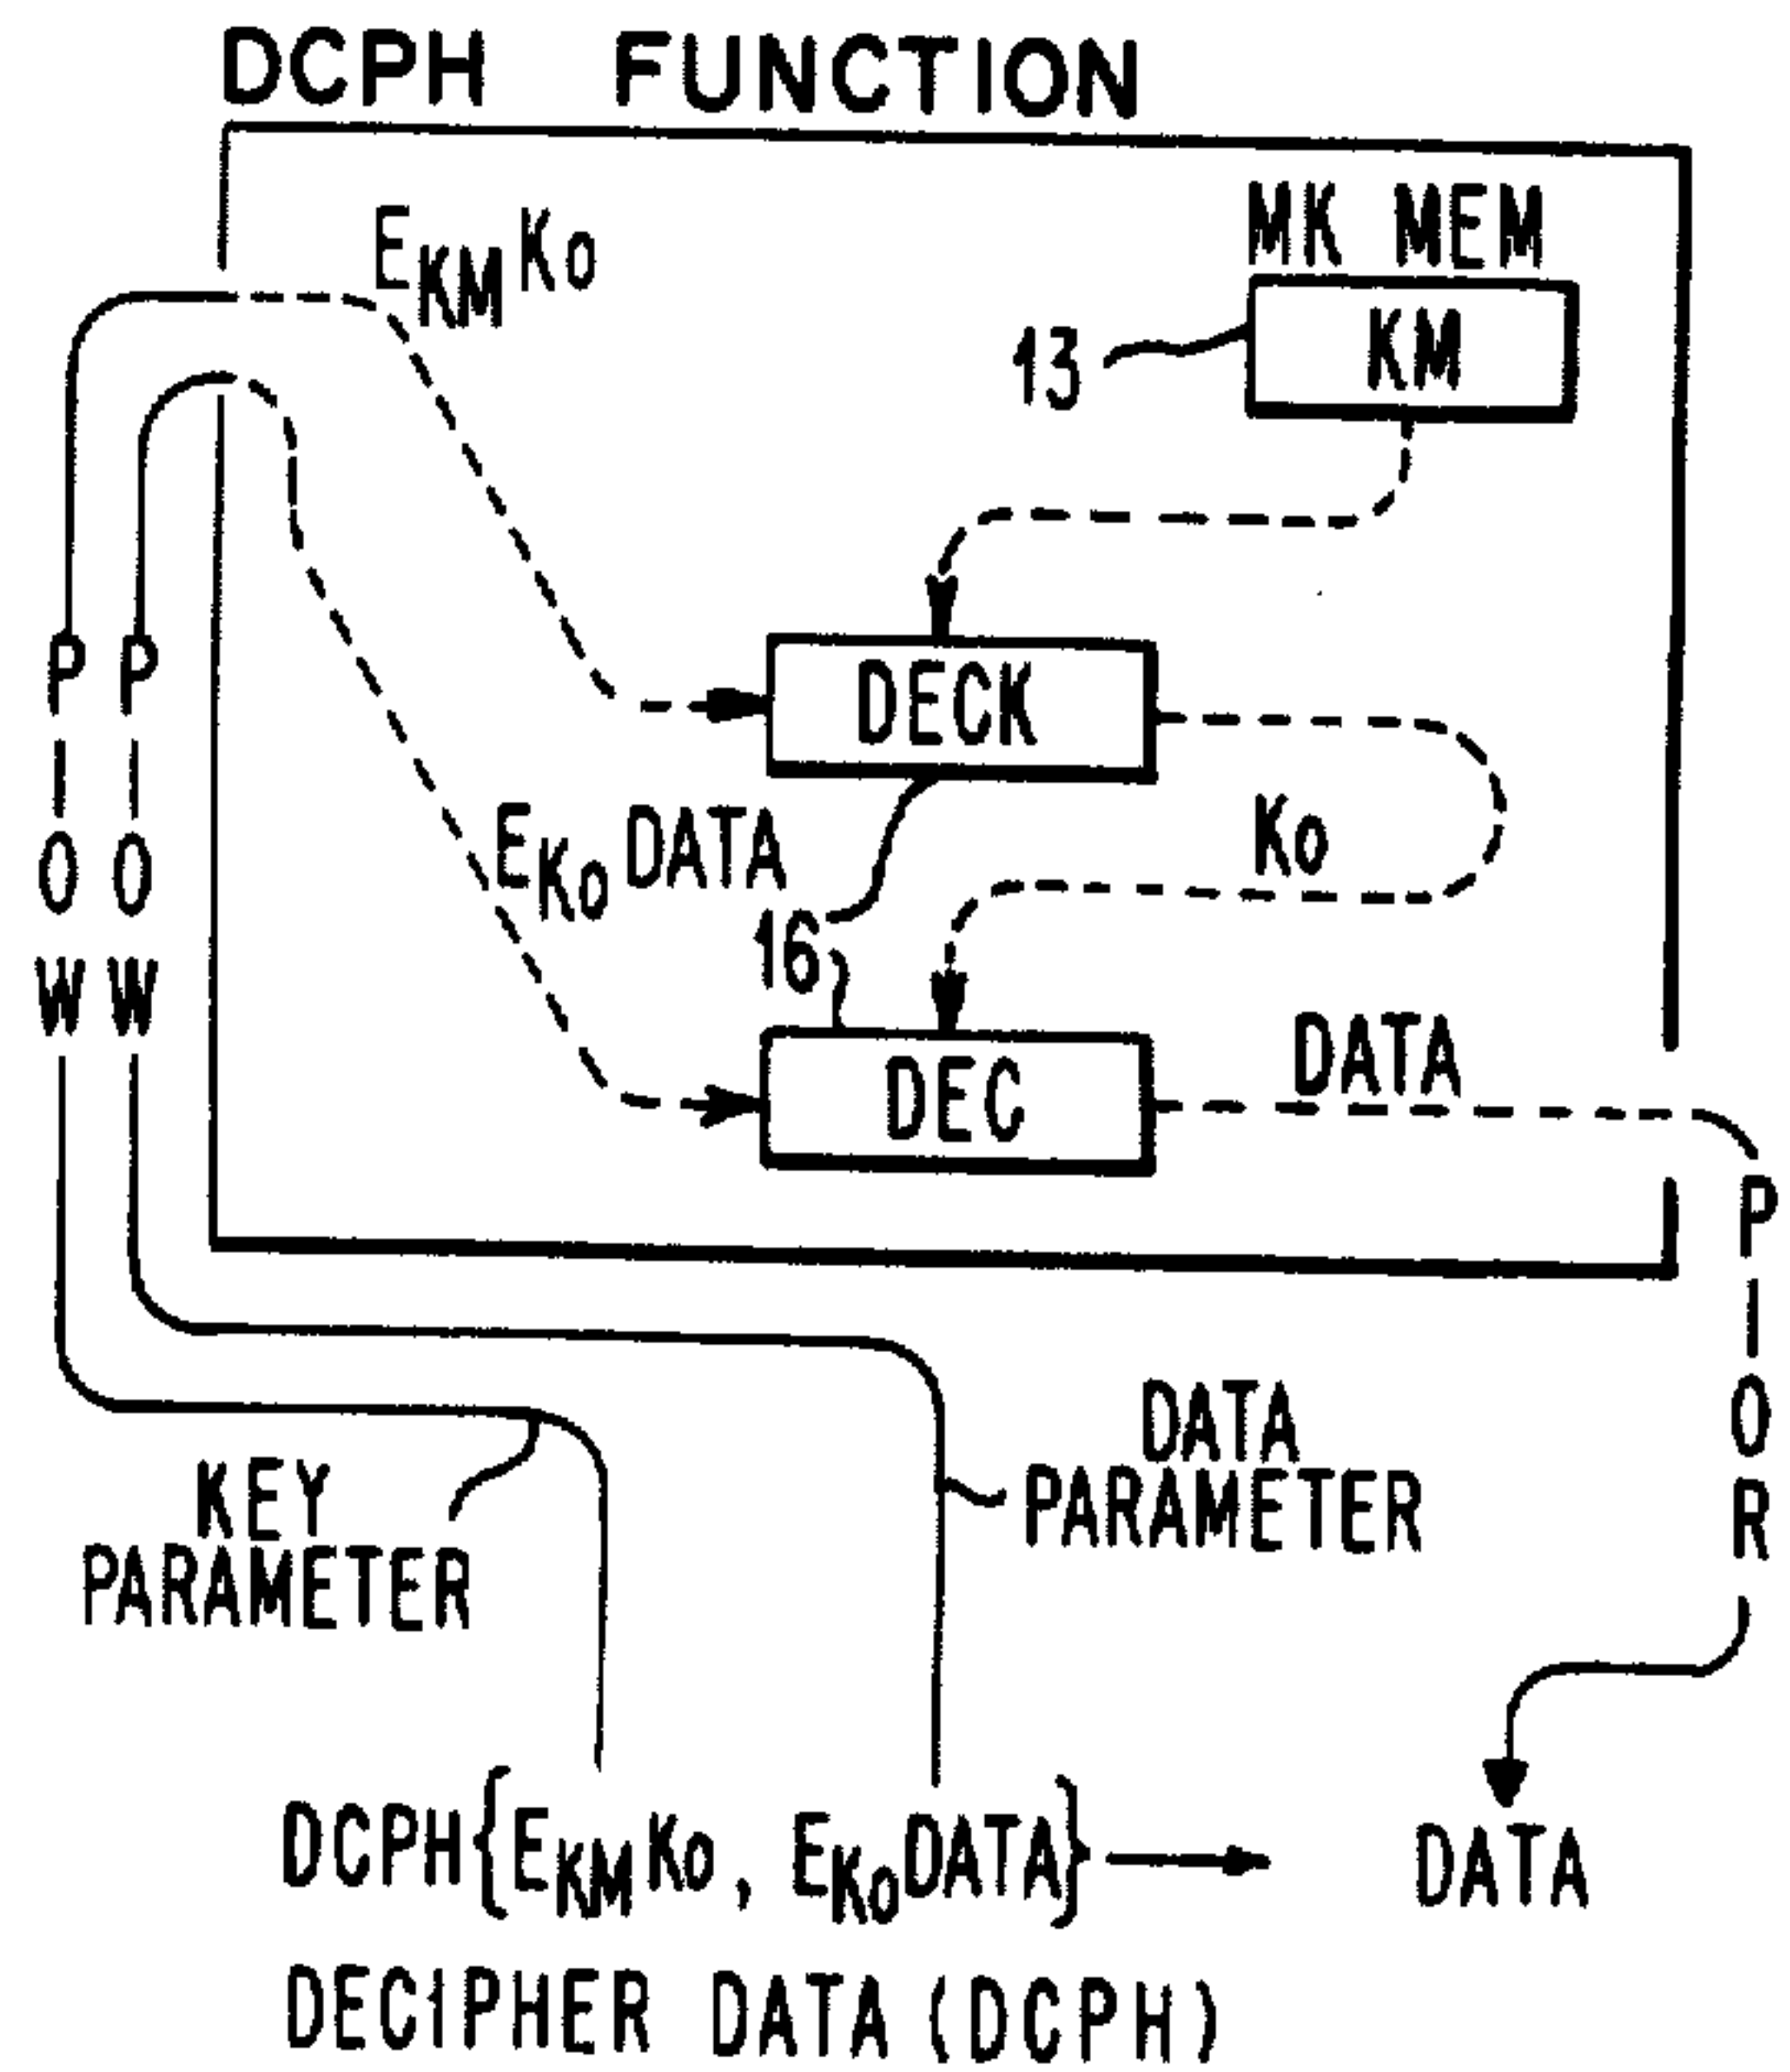 DCPH FUNCTION
EKMKo
MK MEM
KM
13
DECK
Ko
EKoDATA
16
DEC
DATA
P P
I I
O O
W W
P
I
O
R
KEY
PARAMETER
DATA
PARAMETER
DCPH{EKMKo, EKoDATA} DATA
DECIPHER DATA (DCPH)